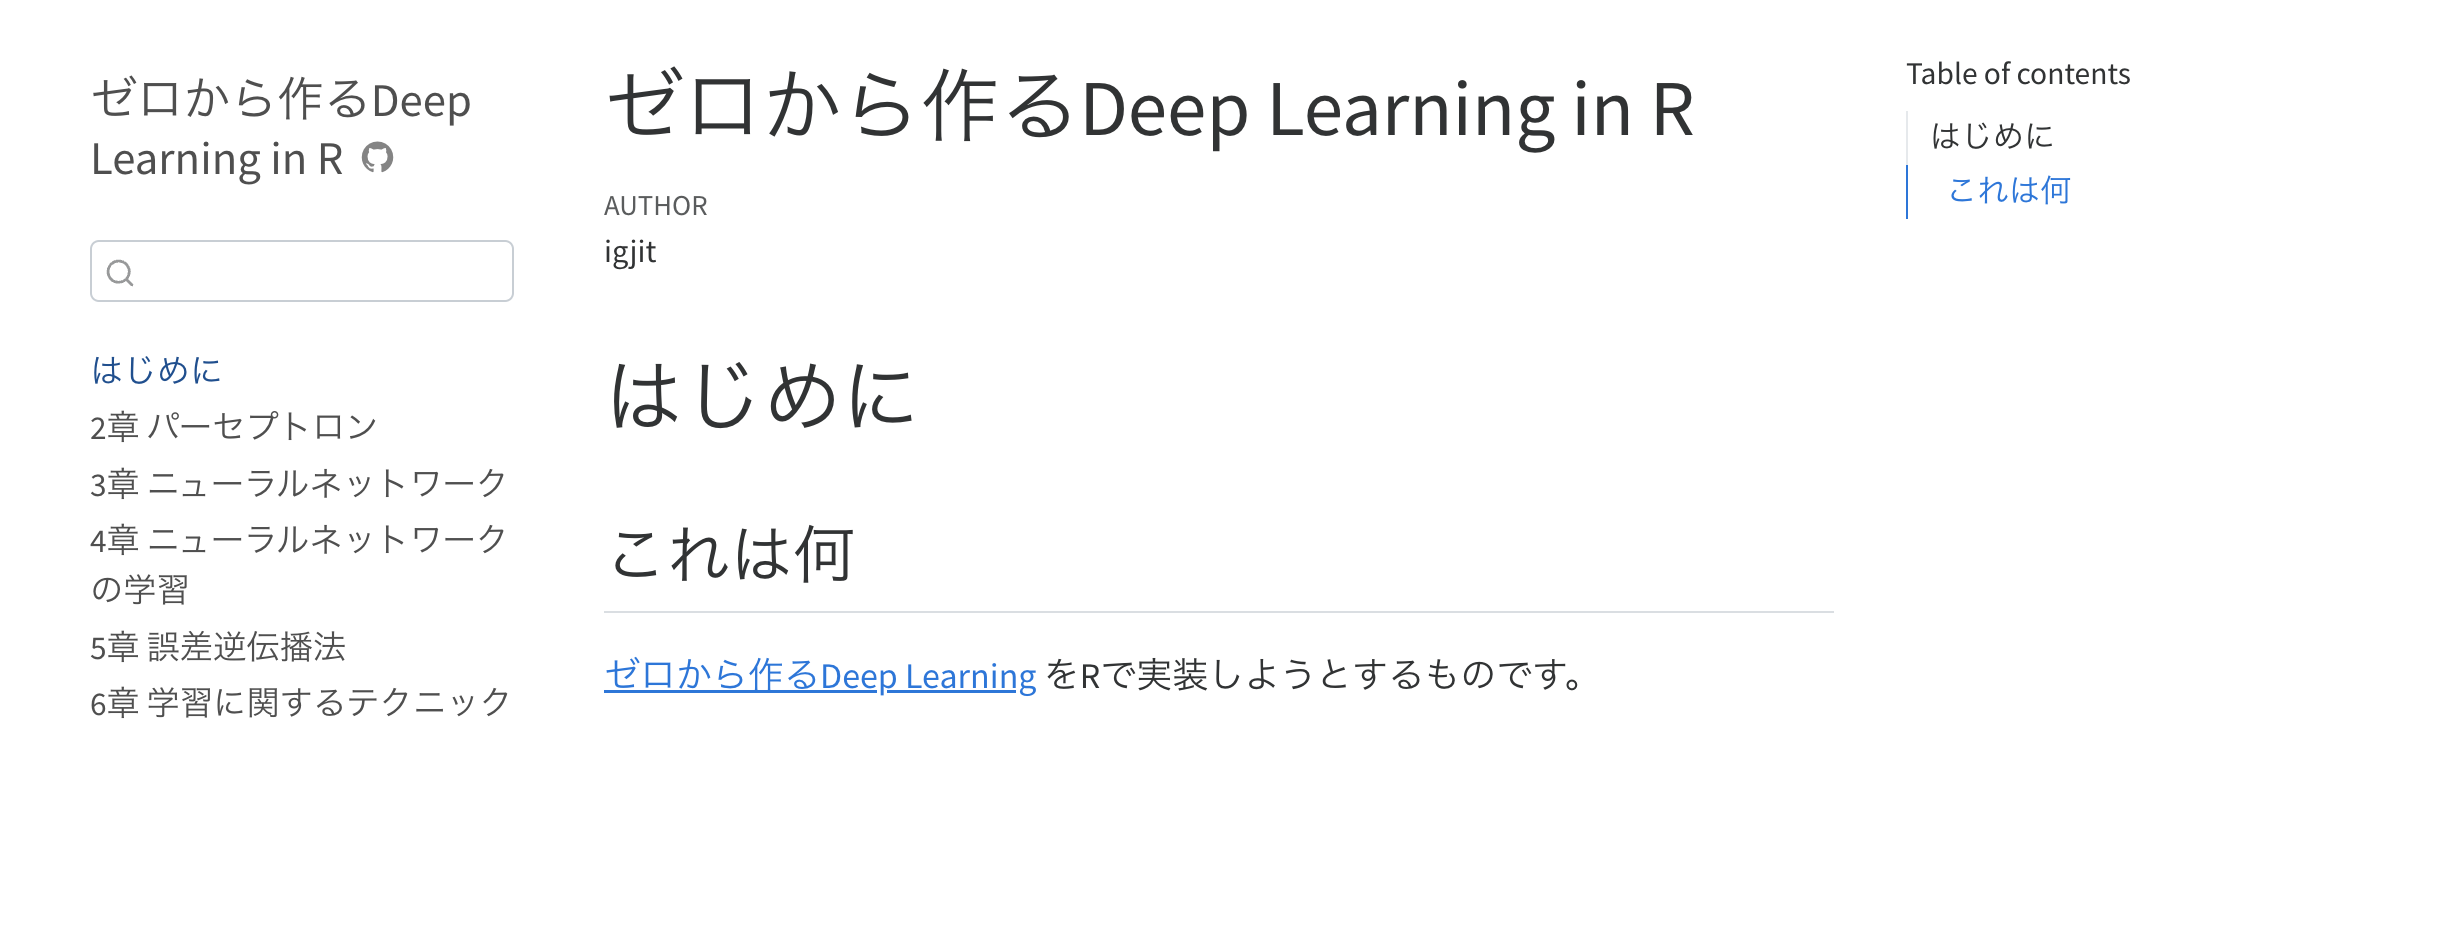 ゼロから作るDeep
Learning in R
はじめに
2章 パーセプトロン
3章 ニューラルネットワーク
4章 ニューラルネットワーク
の学習
5章 誤差逆伝播法
6章 学習に関するテクニック
ゼロから作るDeep Learning in R
AUTHOR
igjit
はじめに
これは何
ゼロから作るDeep Learning をRで実装しようとするものです。
Table of contents
はじめに
これは何